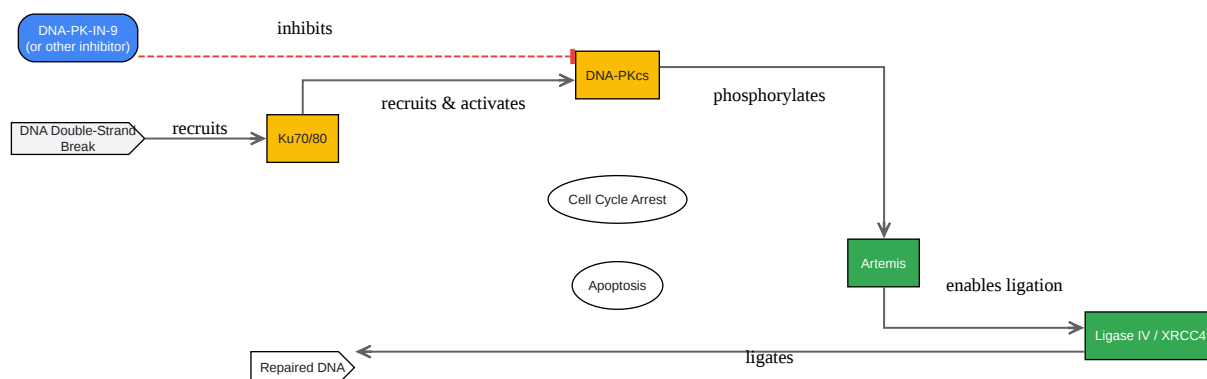 DNA-PK-IN-9
(or other inhibitor)
inhibits
DNA-PKcs
recruits & activates
phosphorylates
DNA Double-Strand
Break
recruits
Ku70/80
Cell Cycle Arrest
Artemis
Apoptosis
enables ligation
Ligase IV / XRCC4
ligates
Repaired DNA